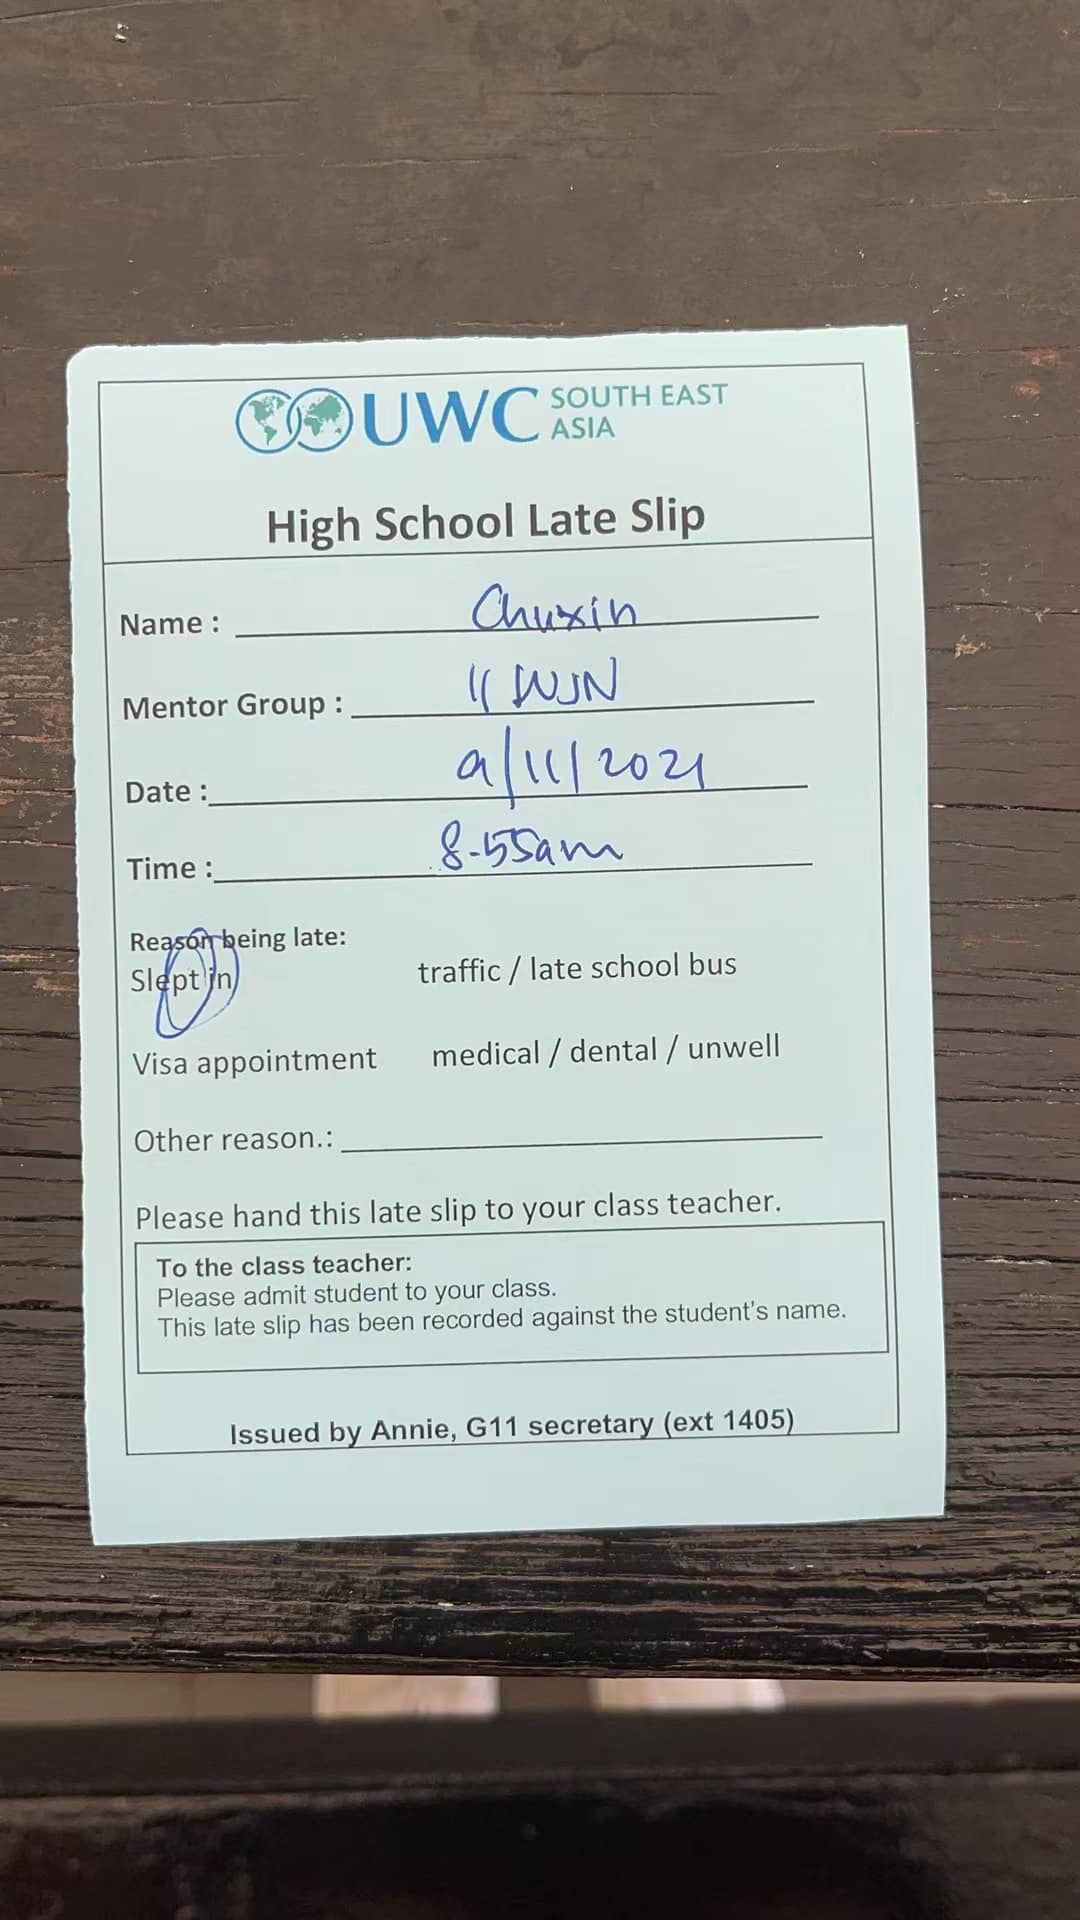 UWC SOUTH EAST
ASIA
High School Late Slip
Name : Chuxin
Mentor Group : 11 WJN
Date : 9/11/2021
Time : 8-55am
Reason being late:
Slept in traffic / late school bus
Visa appointment medical / dental / unwell
Other reason.:
Please hand this late slip to your class teacher.
To the class teacher:
Please admit student to your class.
This late slip has been recorded against the student's name.
Issued by Annie, G11 secretary (ext 1405)